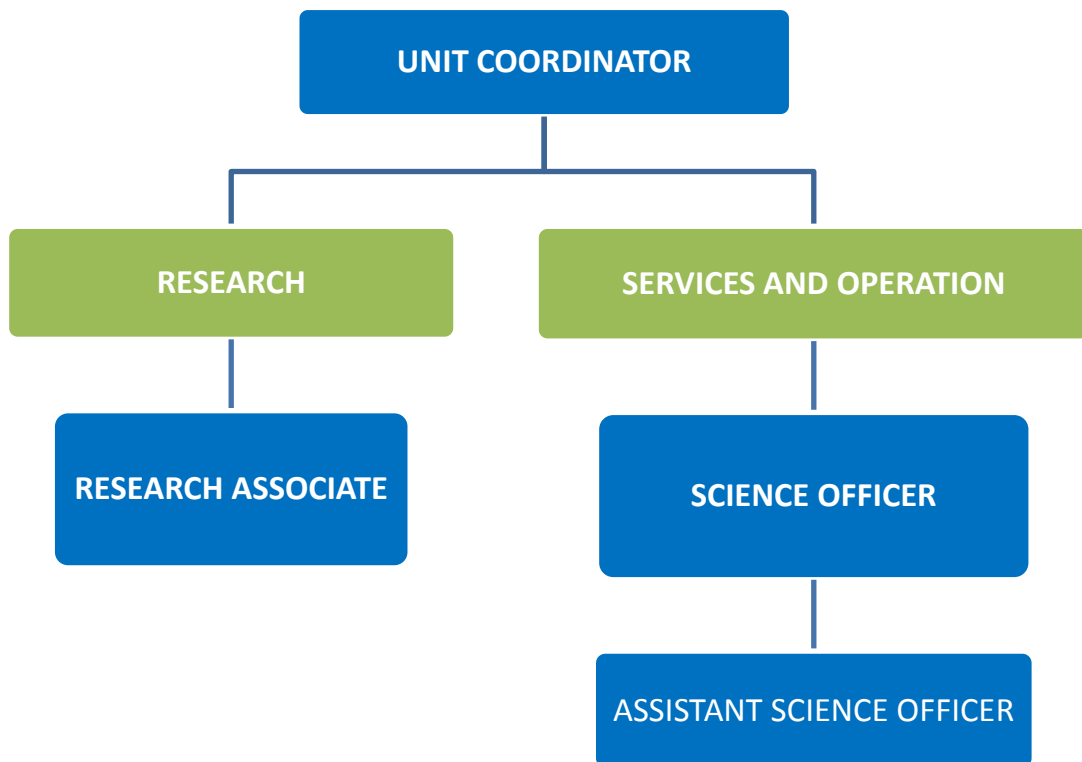 UNIT COORDINATOR
RESEARCH
SERVICES AND OPERATION
RESEARCH ASSOCIATE
SCIENCE OFFICER
ASSISTANT SCIENCE OFFICER